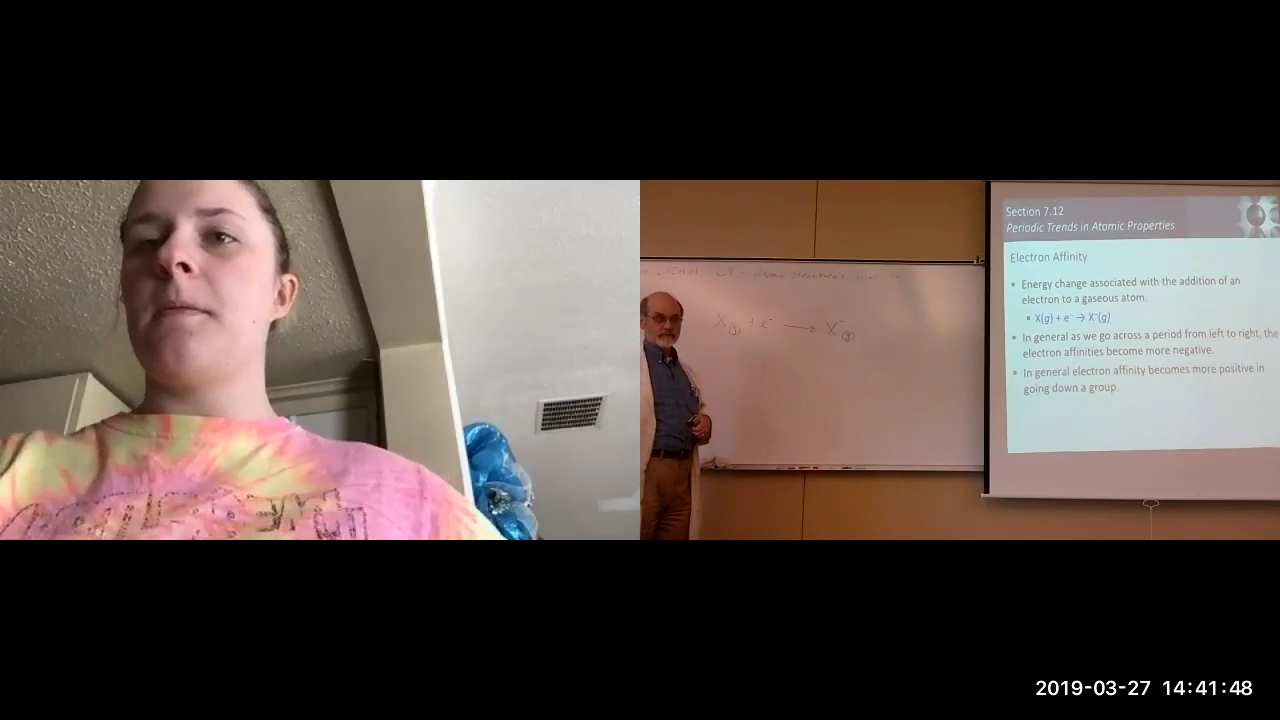 X(g) + e⁻ → X⁻(g)
Section 7.12
Periodic Trends in Atomic Properties
Electron Affinity
▪ Energy change associated with the addition of an
electron to a gaseous atom.
▪ X(g) + e⁻ → X⁻(g)
▪ In general as we go across a period from left to right, the
electron affinities become more negative.
▪ In general electron affinity becomes more positive in
going down a group.
2019-03-27 14:41:48